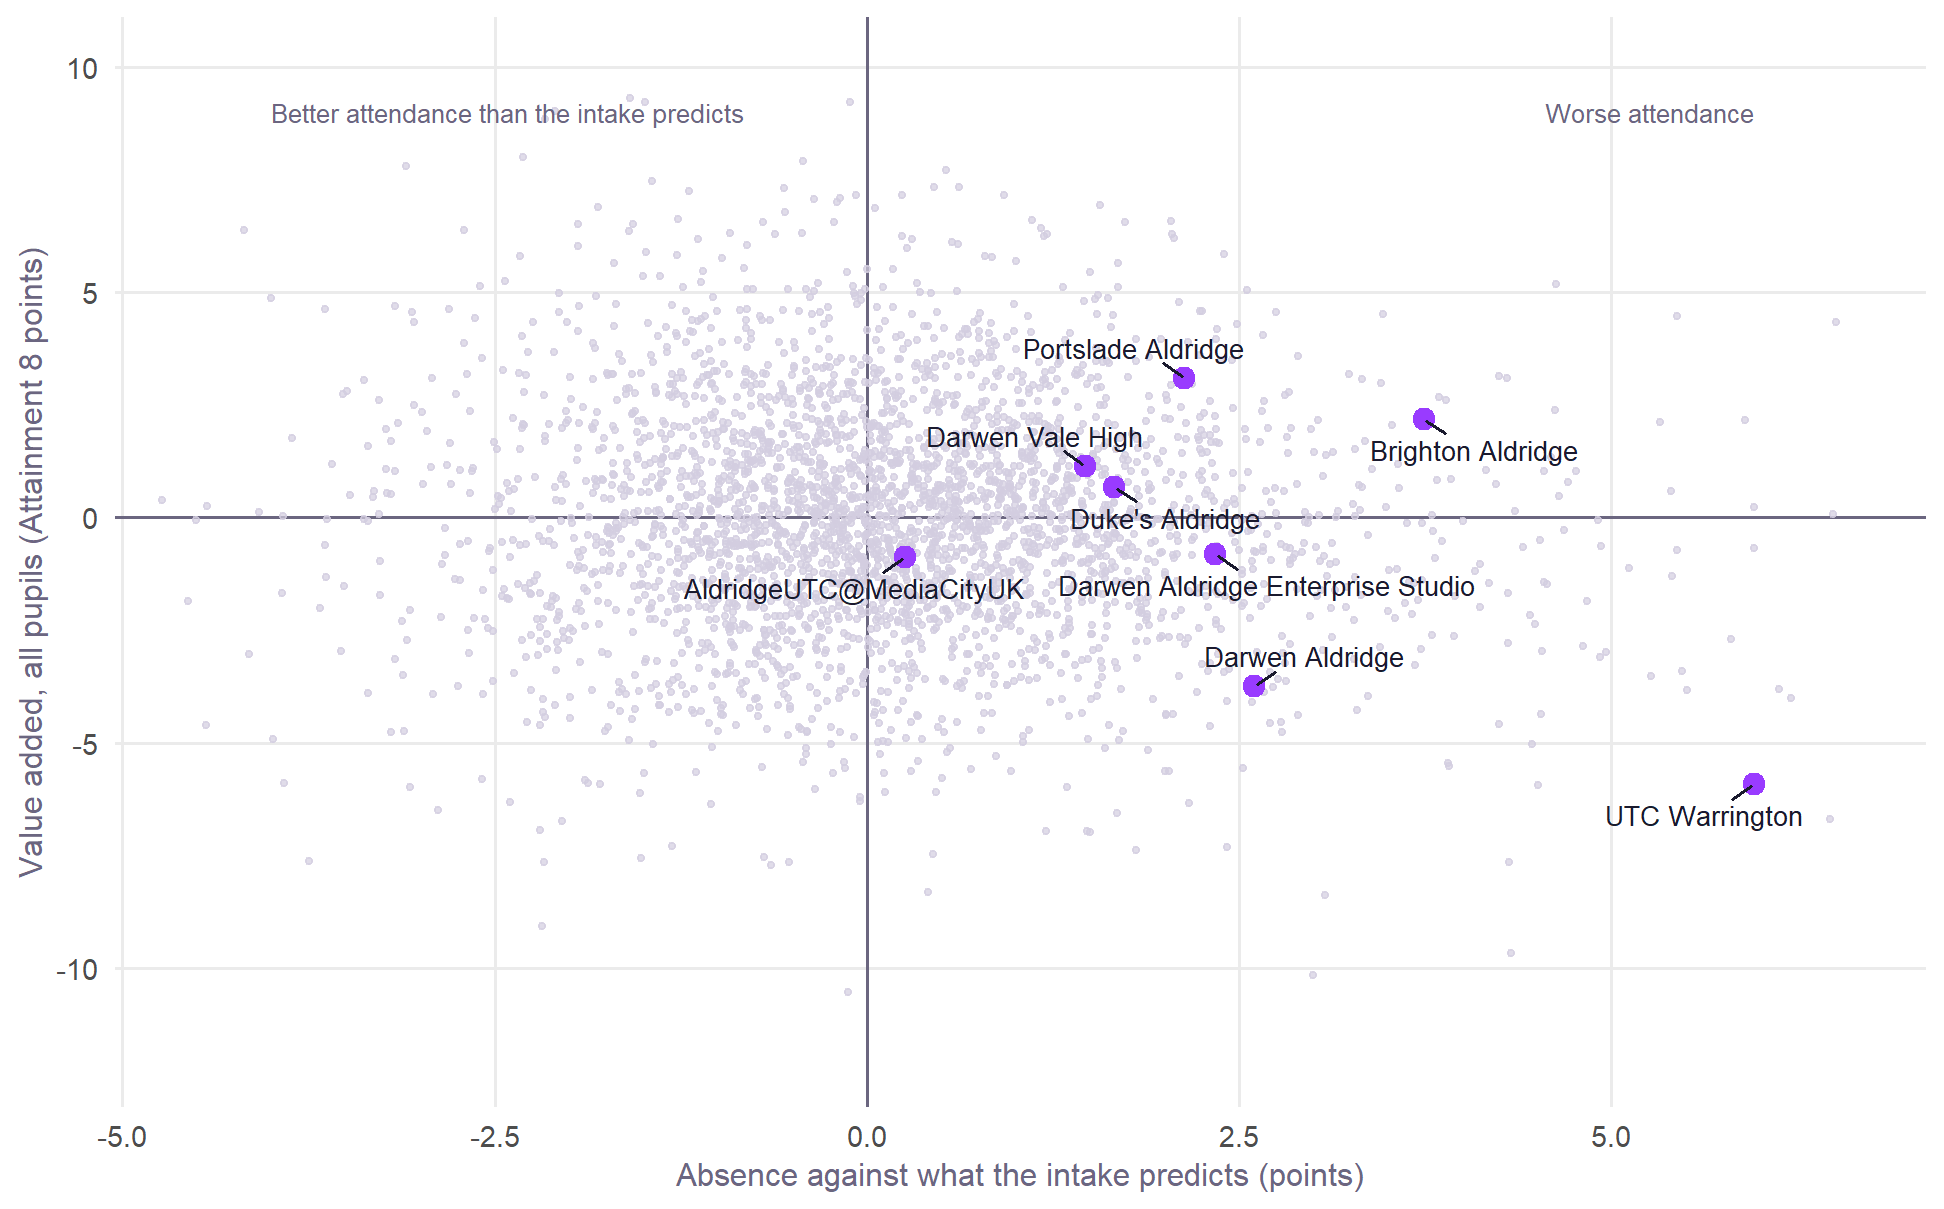 10
Better attendance than the intake predicts
Worse attendance
5
Portslade Aldridge
Darwen Vale High
Brighton Aldridge
0
Duke's Aldridge
AldridgeUTC@MediaCityUK
Darwen Aldridge Enterprise Studio
Darwen Aldridge
-5
UTC Warrington
-10
Value added, all pupils (Attainment 8 points)
-5.0
-2.5
0.0
2.5
5.0
Absence against what the intake predicts (points)